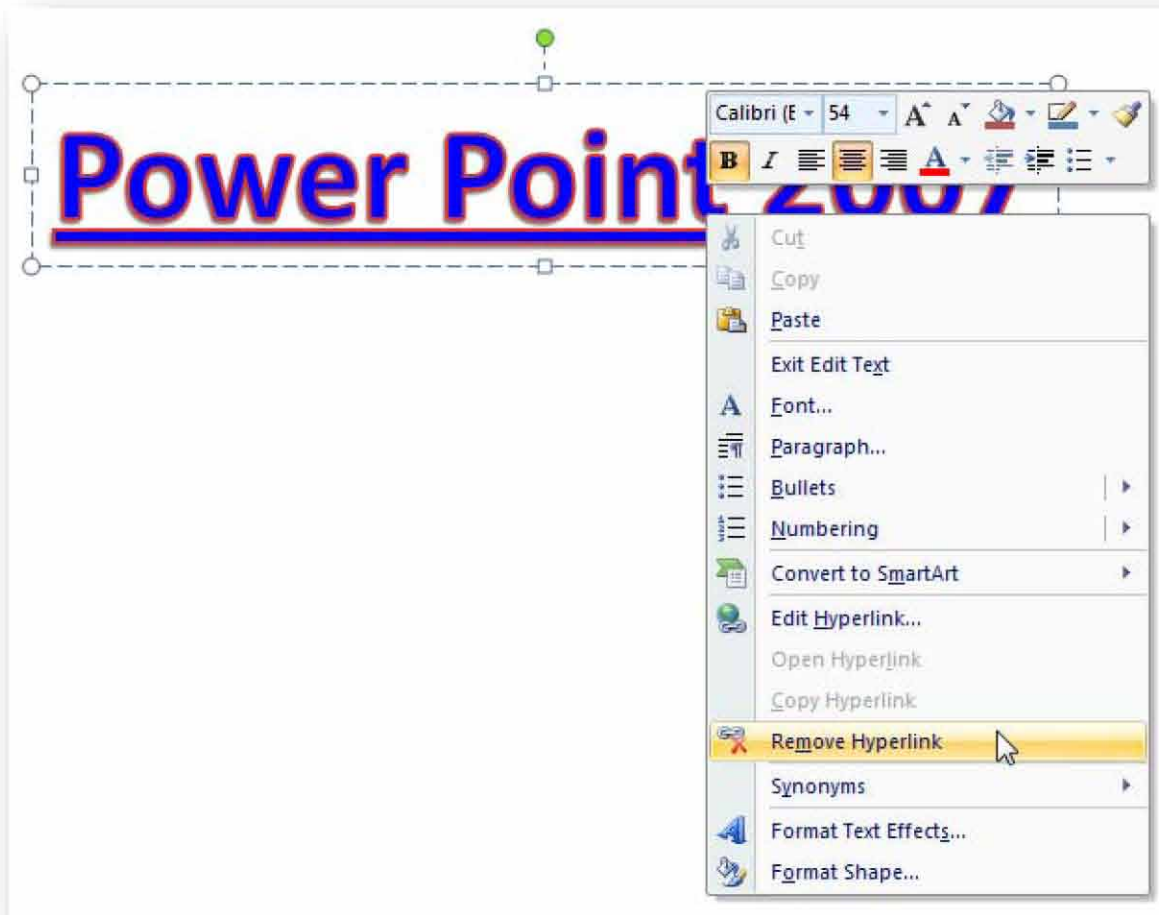 Power Point 2007
Calibri (E 54
B I A
Cut
Copy
Paste
Exit Edit Text
Font...
Paragraph...
Bullets
Numbering
Convert to SmartArt
Edit Hyperlink...
Open Hyperlink
Copy Hyperlink
Remove Hyperlink
Synonyms
Format Text Effects...
Format Shape...